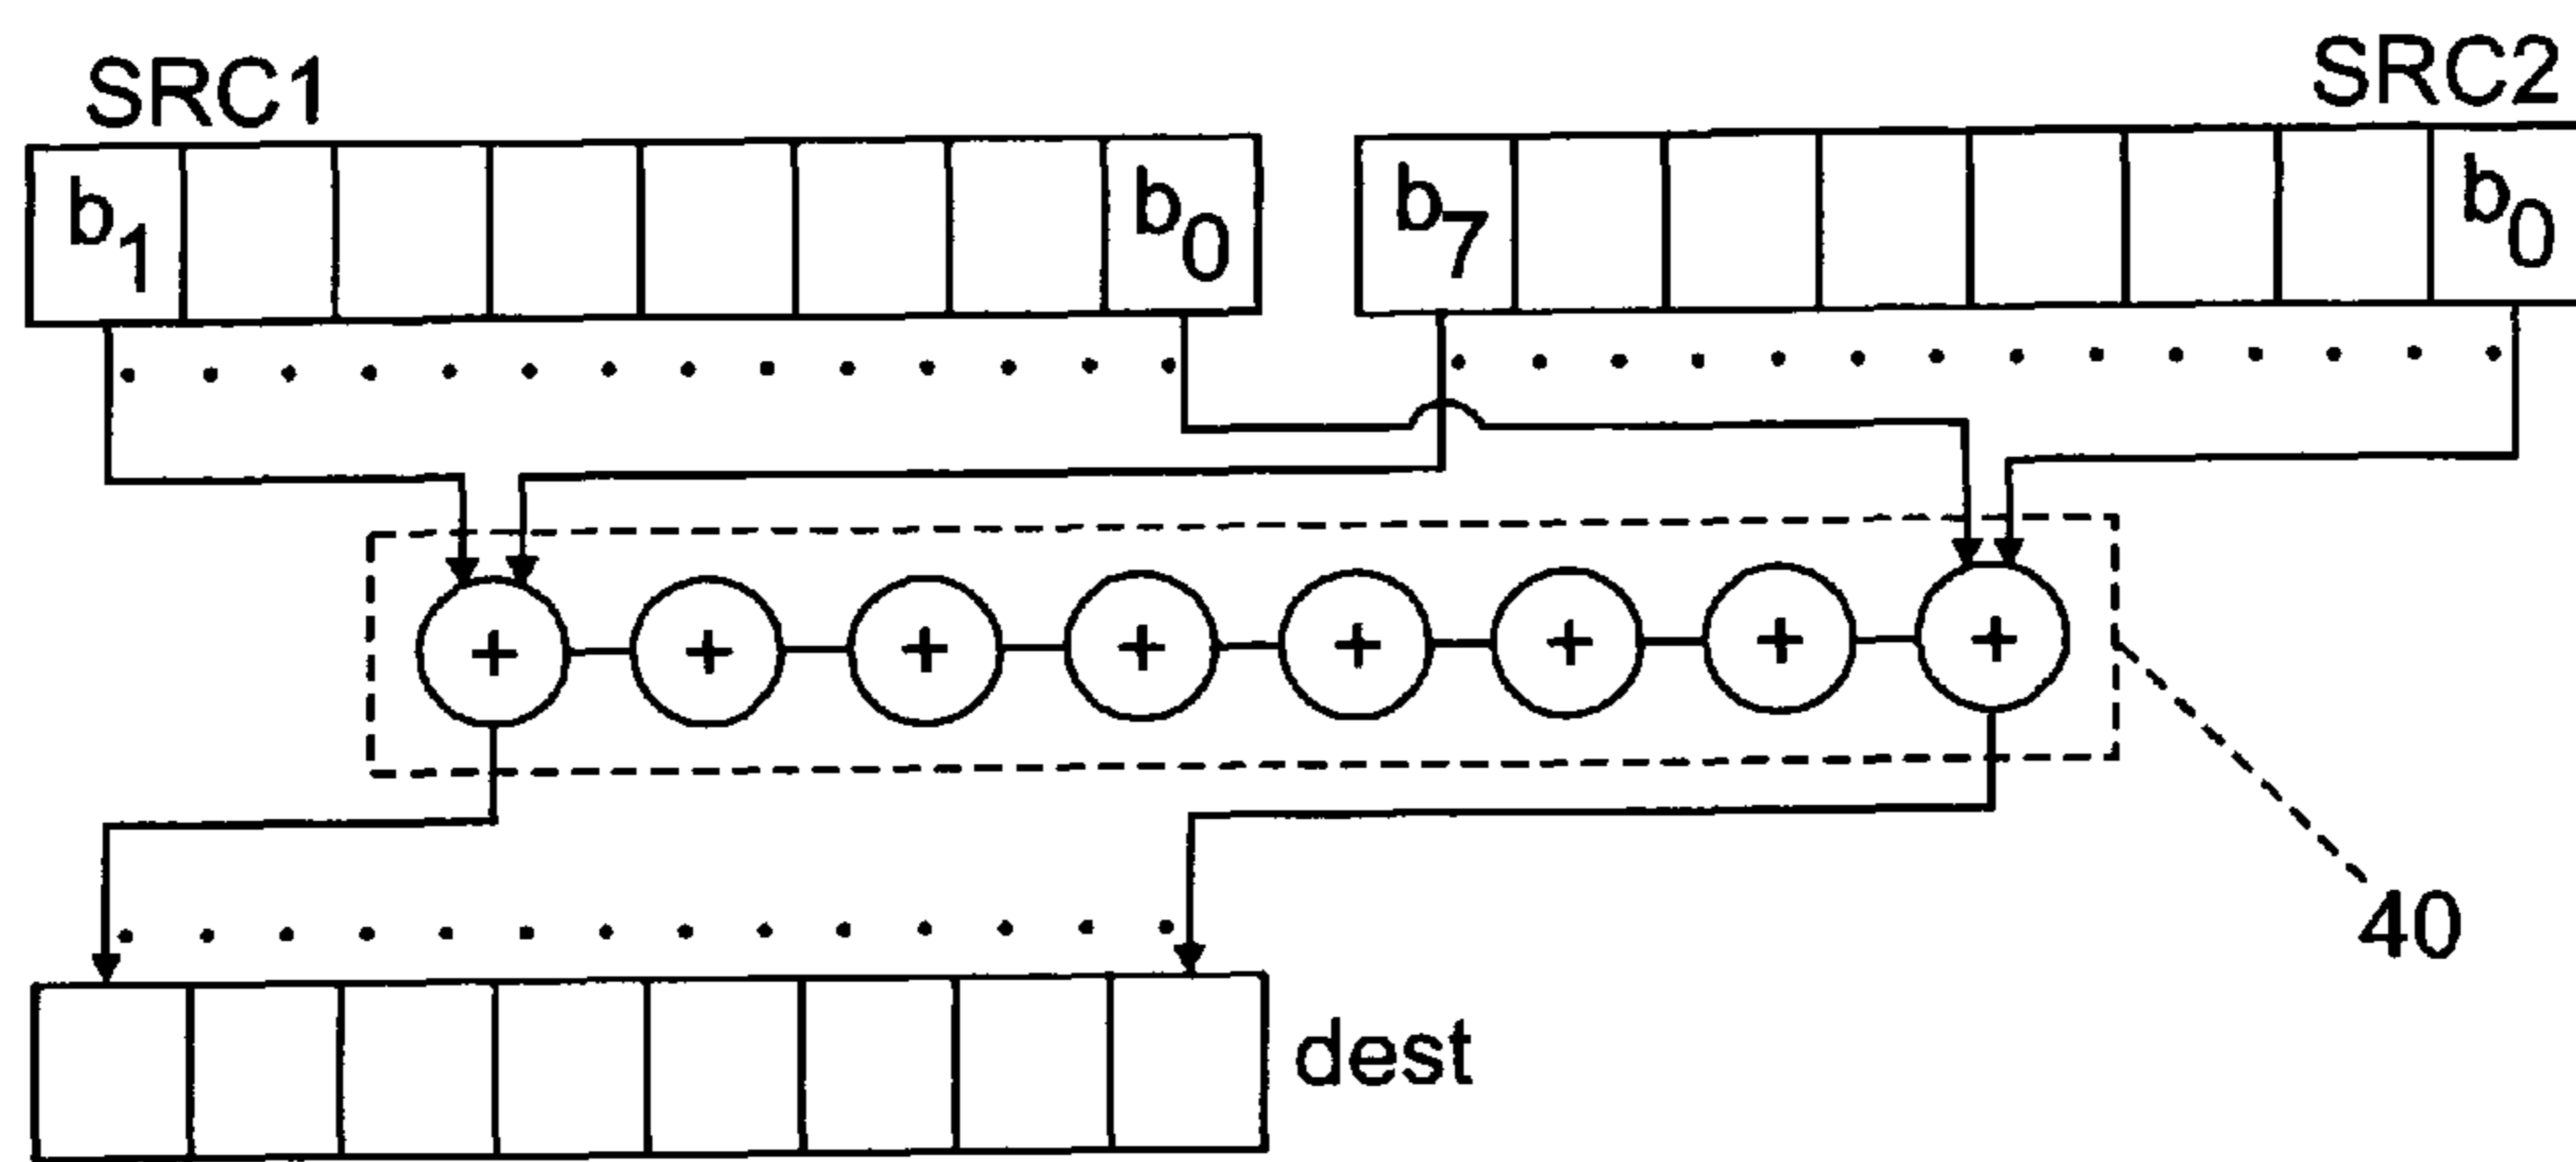 SRC1 SRC2
b1 b0 b7 b0
+ + + + + + + +
40
dest